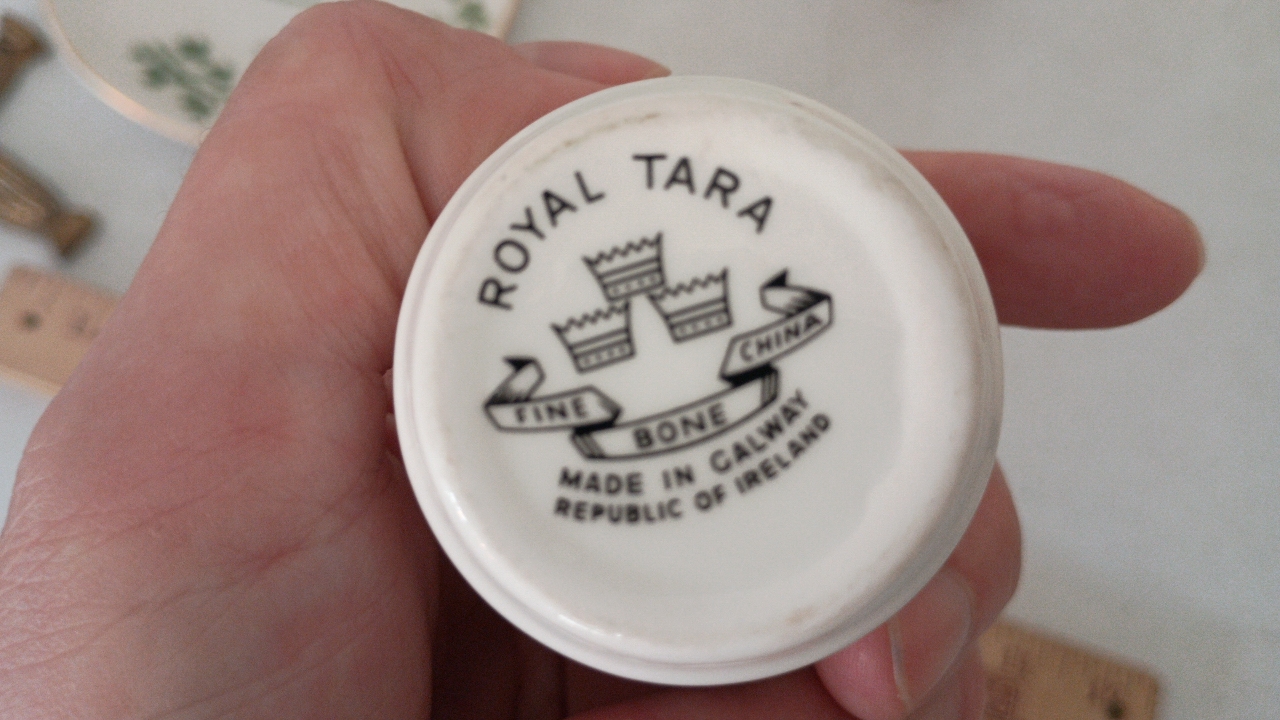 ROYAL TARA
FINE BONE CHINA
MADE IN GALWAY
REPUBLIC OF IRELAND